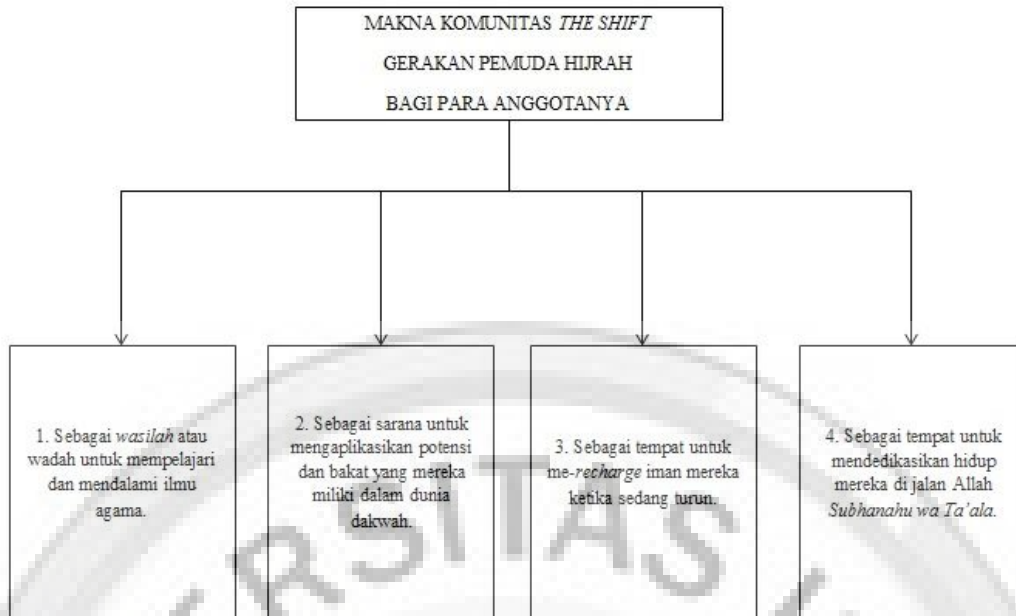 MAKNA KOMUNITAS THE SHIFT
GERAKAN PEMUDA HIJRAH
BAGI PARA ANGGOTANYA
1. Sebagai wasilah atau
wadah untuk mempelajari
dan mendalami ilmu
agama.
2. Sebagai sarana untuk
mengaplikasikan potensi
dan bakat yang mereka
miliki dalam dunia
dakwah.
3. Sebagai tempat untuk
me-recharge iman mereka
ketika sedang turun.
4. Sebagai tempat untuk
mendedikasikan hidup
mereka di jalan Allah
Subhanahu wa Ta’ala.
ERSITAS